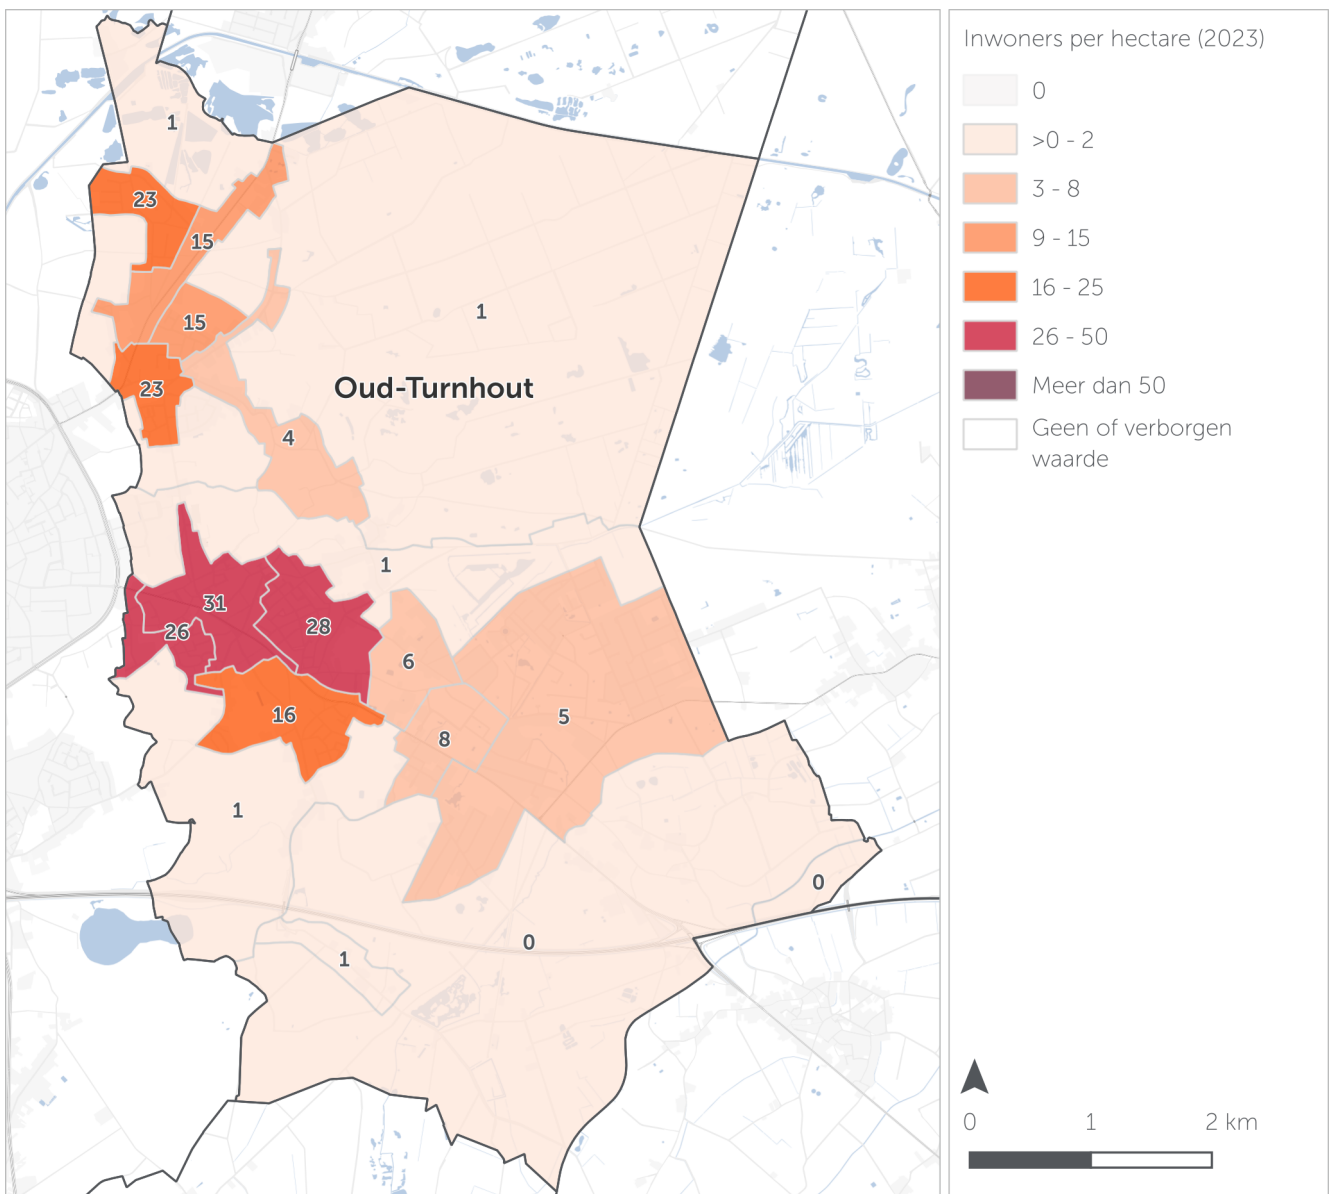 1
23
15
1
15
23
Oud-Turnhout
4
1
31
28
26
6
16
5
8
1
0
0
1
Inwoners per hectare (2023)
0
>0 - 2
3 - 8
9 - 15
16 - 25
26 - 50
Meer dan 50
Geen of verborgen
waarde
0 1 2 km